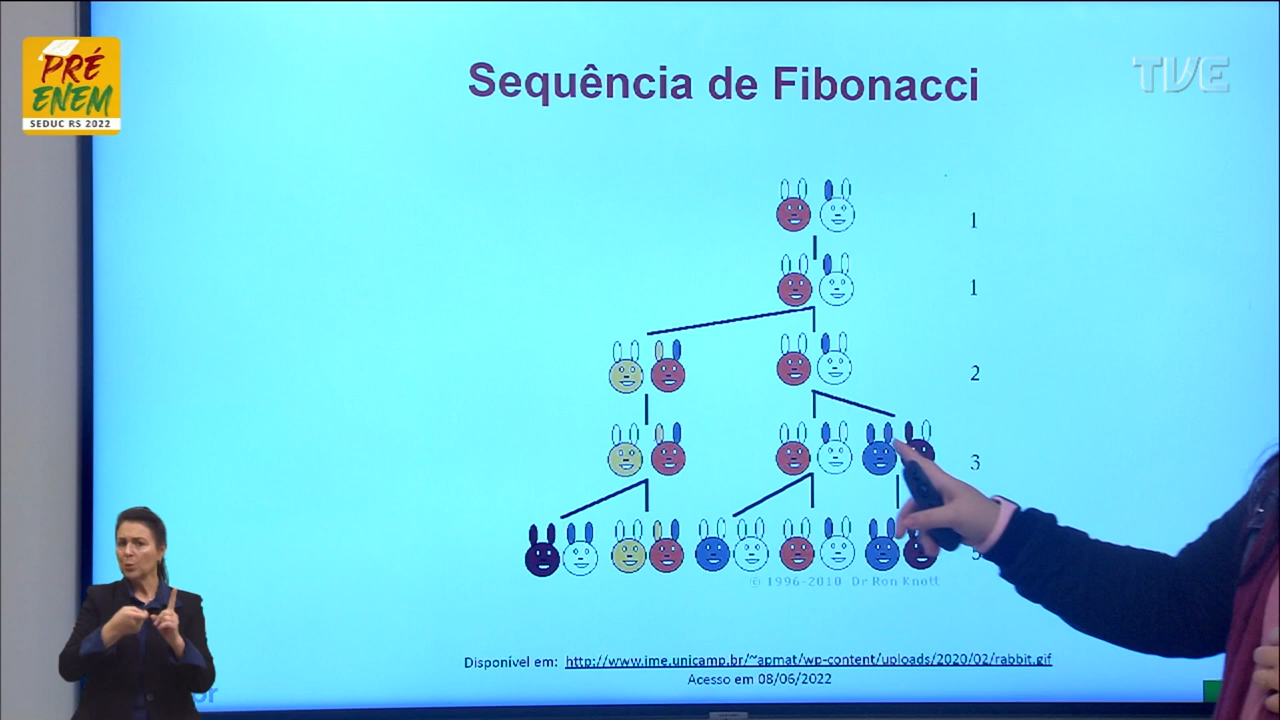 PRÉ
ENEM
SEDUC RS 2022
TVE
Sequência de Fibonacci
1
1
2
3
5
© 1996-2010 Dr Ron Knott
Disponível em: http://www.ime.unicamp.br/~apmat/wp-content/uploads/2020/02/rabbit.gif
Acesso em 08/06/2022